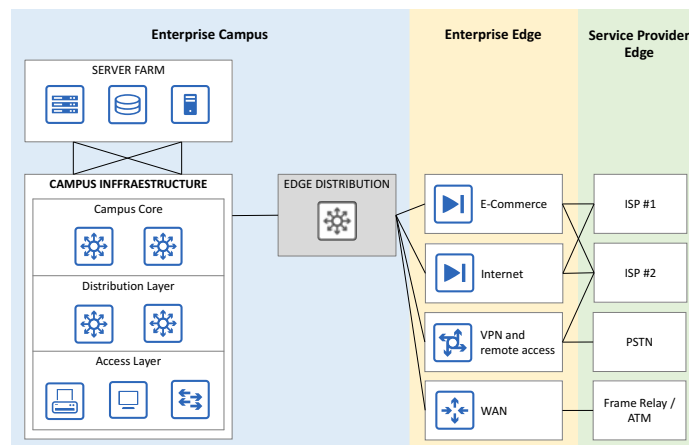 Enterprise Campus
Enterprise Edge
Service Provider
Edge
SERVER FARM
CAMPUS INFFRAESTRUCTURE
Campus Core
Distribution Layer
Access Layer
EDGE DISTRIBUTION
E-Commerce
Internet
VPN and
remote access
WAN
ISP #1
ISP #2
PSTN
Frame Relay /
ATM